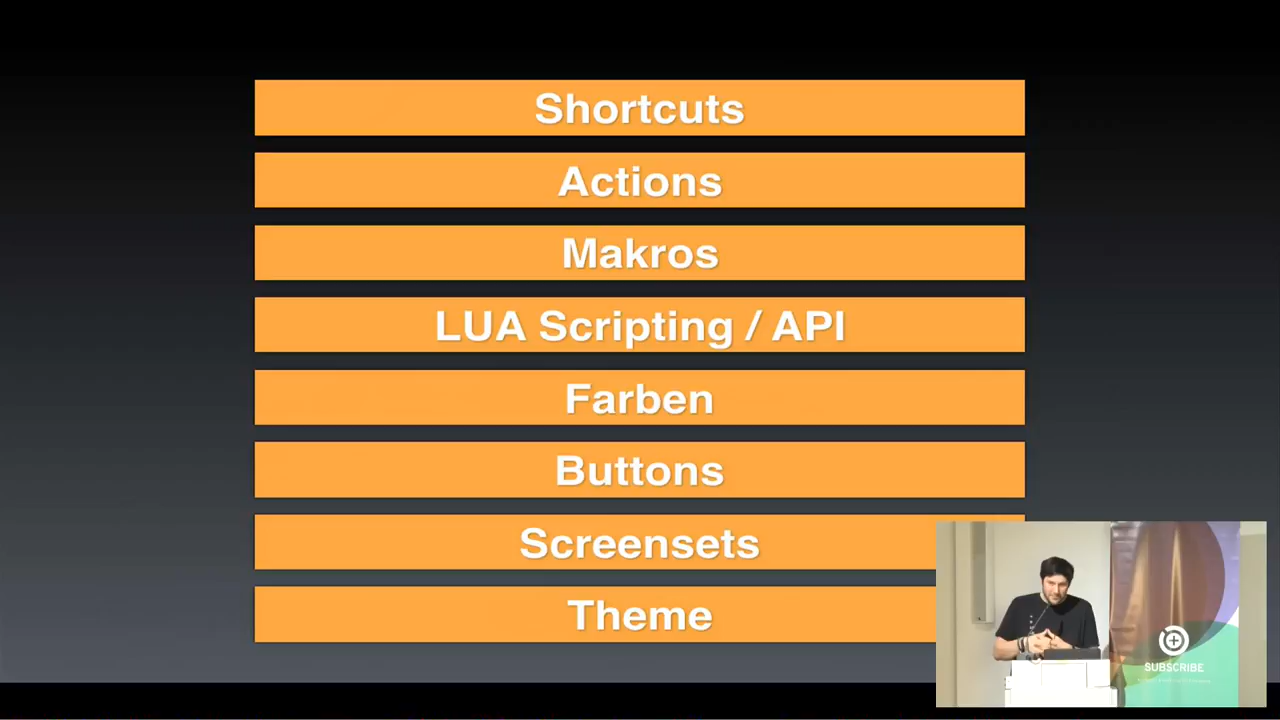 Shortcuts
Actions
Makros
LUA Scripting / API
Farben
Buttons
Screensets
Theme
SUBSCRIBE